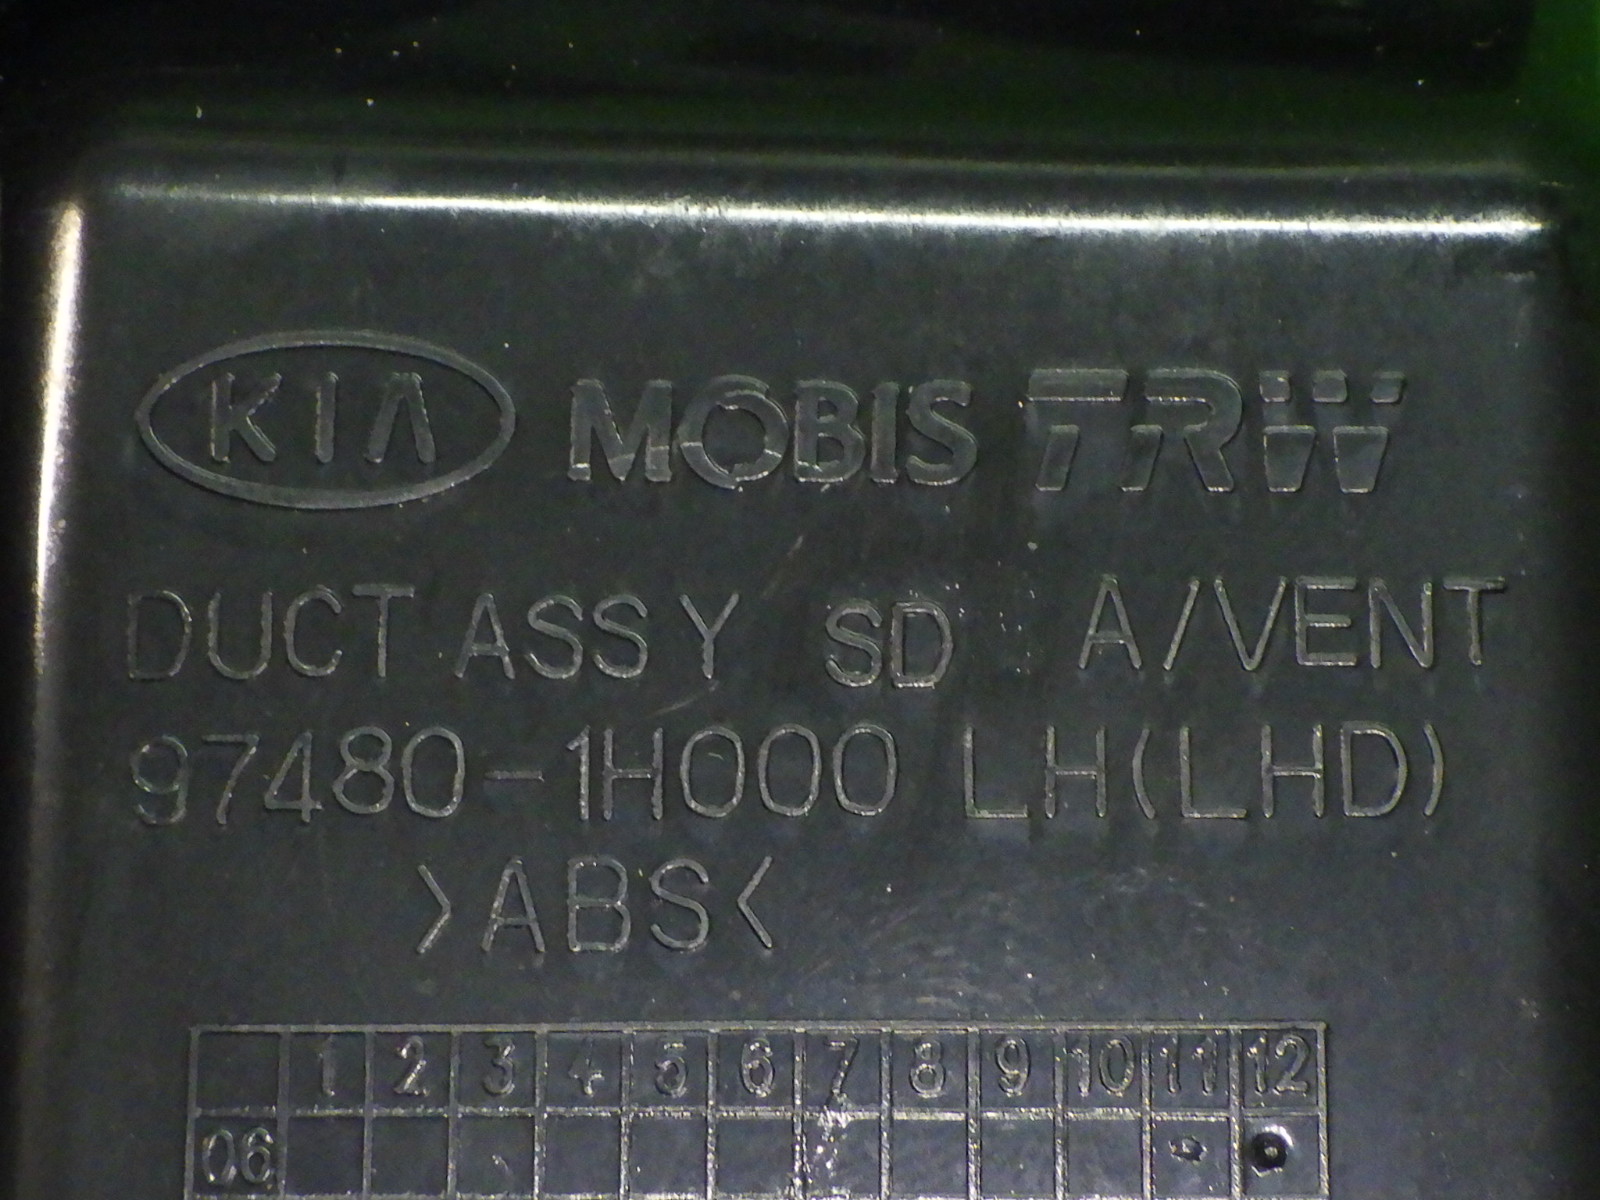 KIA MOBIS TRW
DUCT ASSY SD A/VENT
97480-1H000 LH(LHD)
>ABS<
1 2 3 4 5 6 7 8 9 10 11 12
06